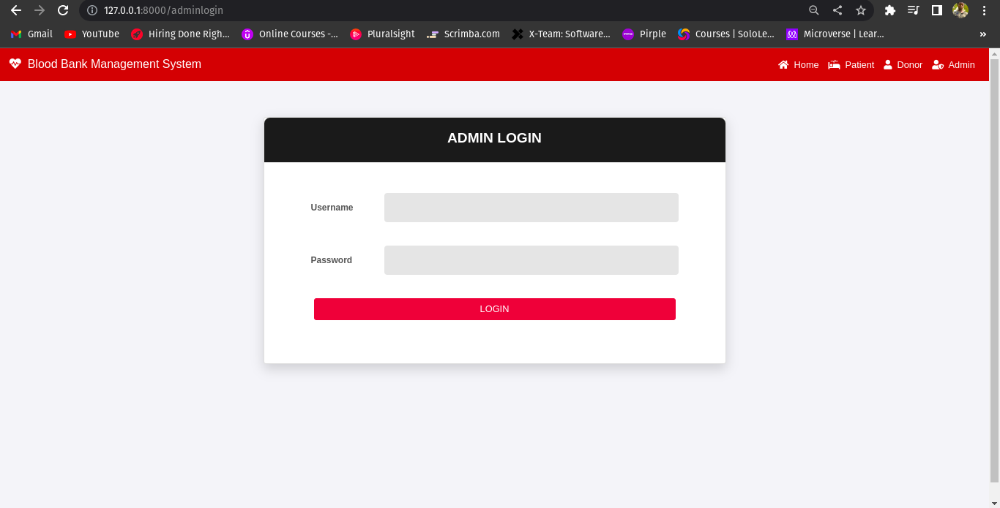 127.0.0.1:8000/adminlogin
Gmail YouTube Hiring Done Righ... Online Courses -... Pluralsight Scrimba.com X-Team: Software... Pirple Courses | SoloLe... Microverse | Lear... »
Blood Bank Management System Home Patient Donor Admin
ADMIN LOGIN
Username
Password
LOGIN